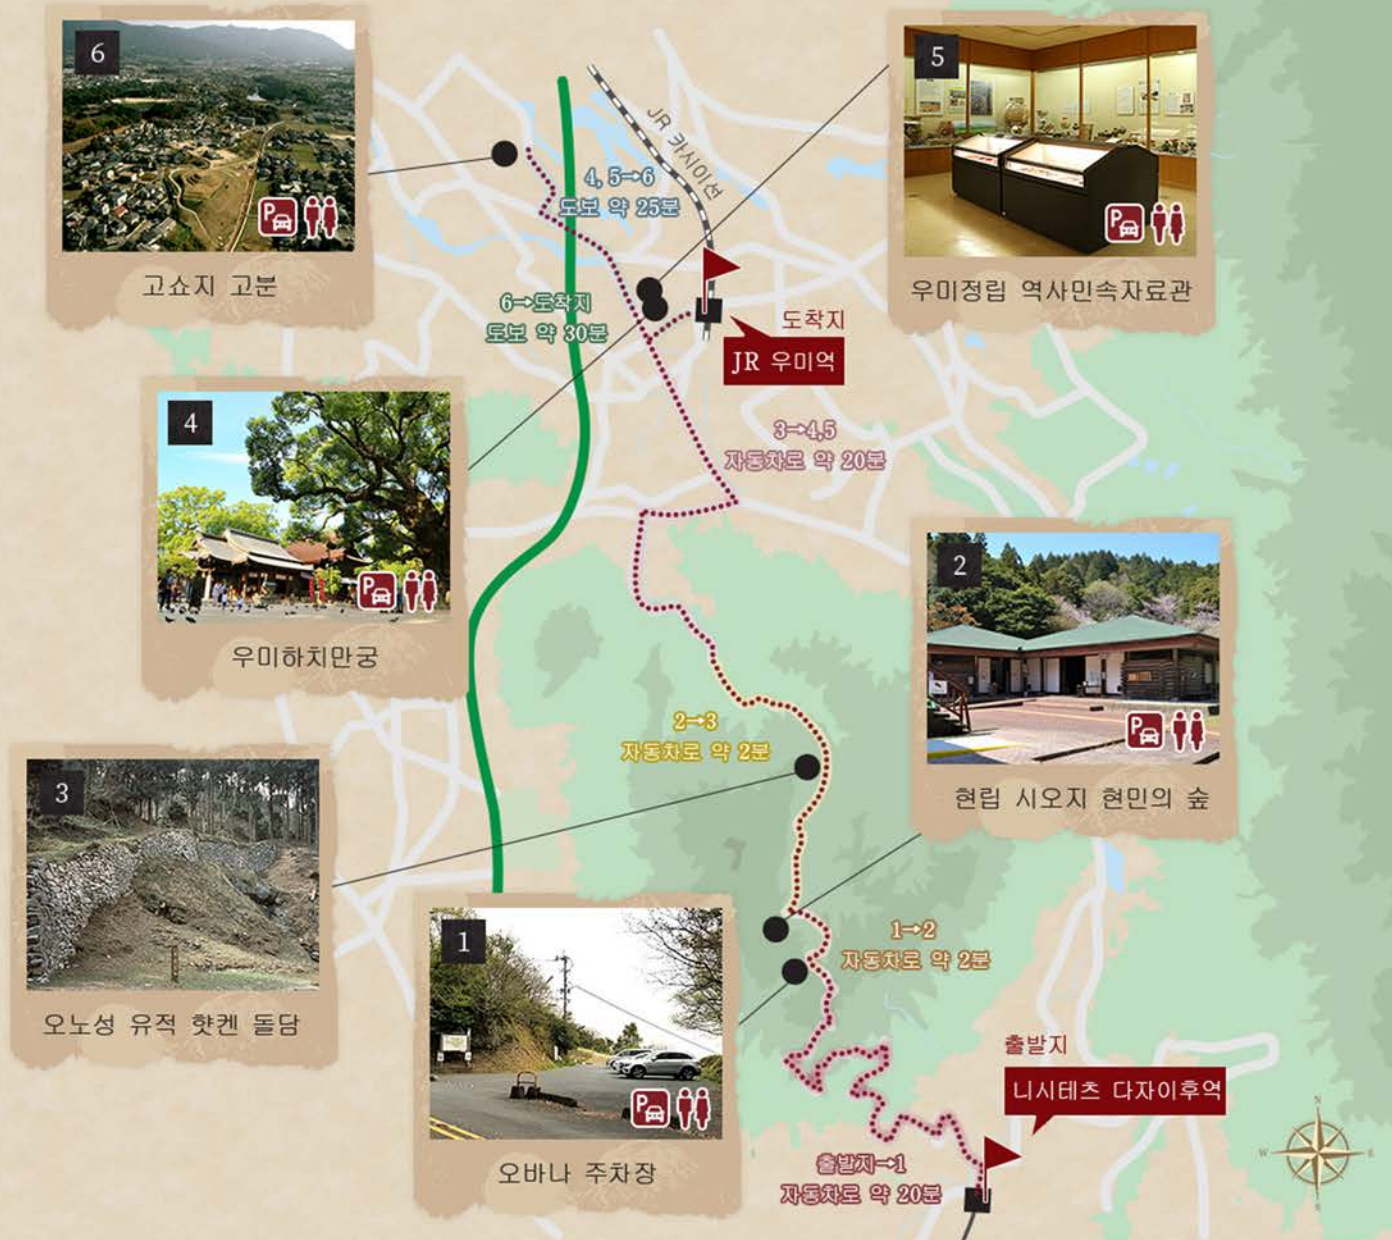 6
고쇼지 고분
5
우미정립 역사민속자료관
JR 카시이선
4, 5→6
도보 약 25분
6→도착지
도보 약 30분
도착지
JR 우미역
4
우미하치만궁
3→4,5
자동차로 약 20분
2
현립 시오지 현민의 숲
2→3
자동차로 약 2분
3
오노성 유적 햣켄 돌담
1
오바나 주차장
1→2
자동차로 약 2분
출발지
니시테츠 다자이후역
출발지→1
자동차로 약 20분
P
P
P
P
P
N
W
E
S